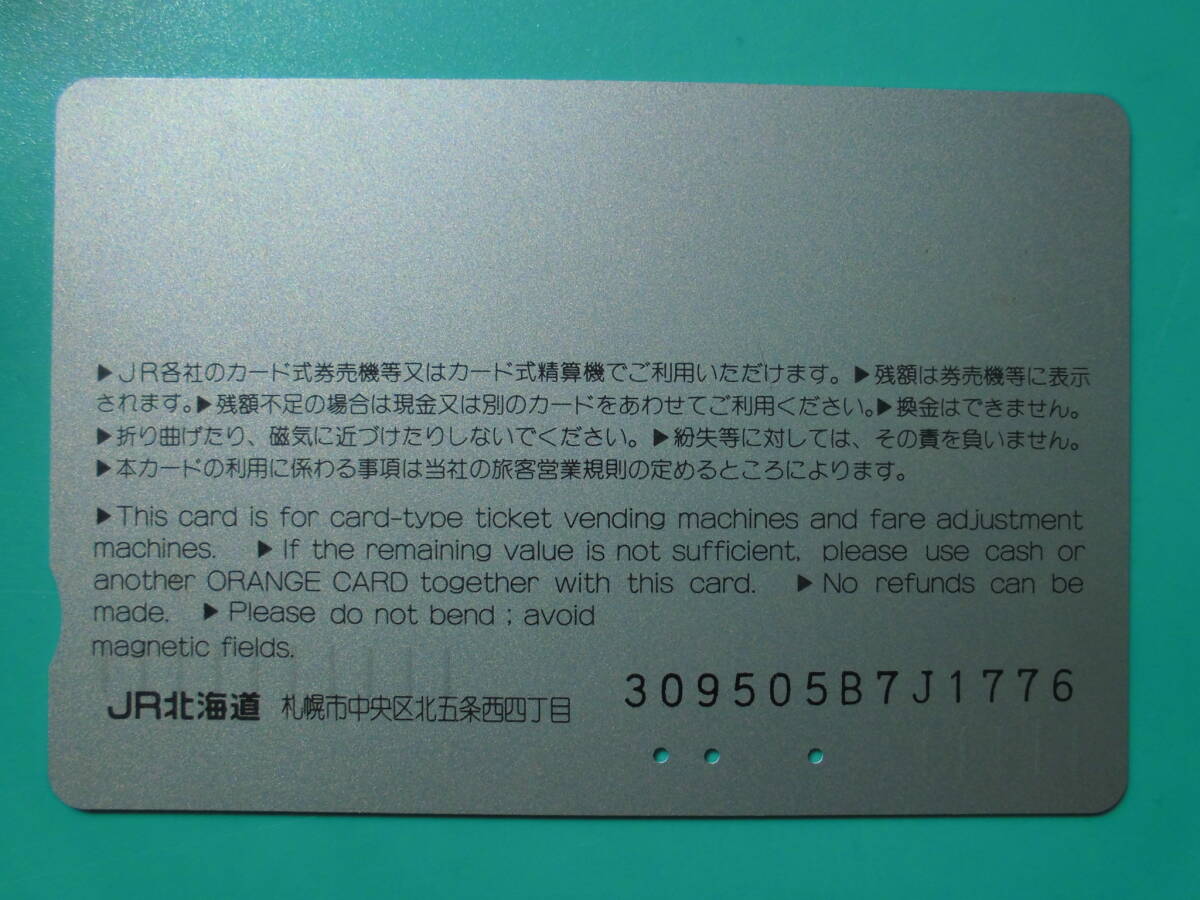 ▶JR各社のカード式券売機等又はカード式精算機でご利用いただけます。▶残額は券売機等に表示
されます。▶残額不足の場合は現金又は別のカードをあわせてご利用ください。▶換金はできません。
▶折り曲げたり、磁気に近づけたりしないでください。▶紛失等に対しては、その責を負いません。
▶本カードの利用に係わる事項は当社の旅客営業規則の定めるところによります。
▶This card is for card-type ticket vending machines and fare adjustment
machines. ▶If the remaining value is not sufficient, please use cash or
another ORANGE CARD together with this card. ▶No refunds can be
made. ▶Please do not bend ; avoid
magnetic fields.
JR北海道 札幌市中央区北五条西四丁目
309505B7J1776